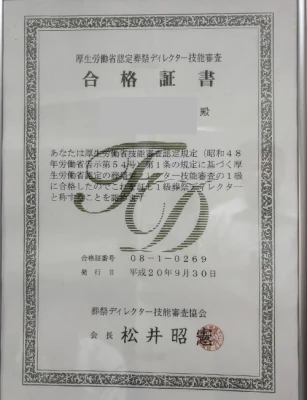 厚生労働省認定葬祭ディレクター技能審査
合格証書
殿
あなたは厚生労働省技能審査認定規定(昭和48
年労働省告示第54号)第1条の規定に基づく厚
生労働省認定の葬祭ディレクター技能審査の1級
に合格したのでこれを証し1級葬祭ディレクター
と称することを認めます
合格証番号 08-1-0269
発行日 平成20年9月30日
葬祭ディレクター技能審査協会
会長 松井昭憲